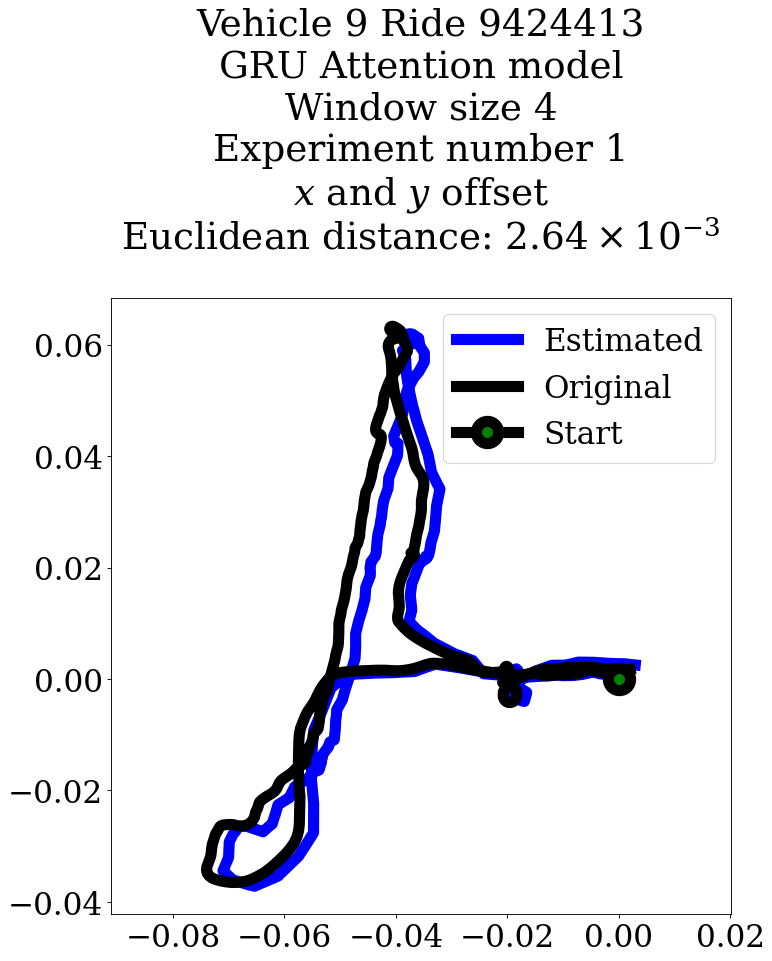 Vehicle 9 Ride 9424413
GRU Attention model
Window size 4
Experiment number 1
x and y offset
Euclidean distance: 2.64 × 10⁻³
Estimated
Original
Start
0.06
0.04
0.02
0.00
−0.02
−0.04
−0.08 −0.06 −0.04 −0.02 0.00 0.02